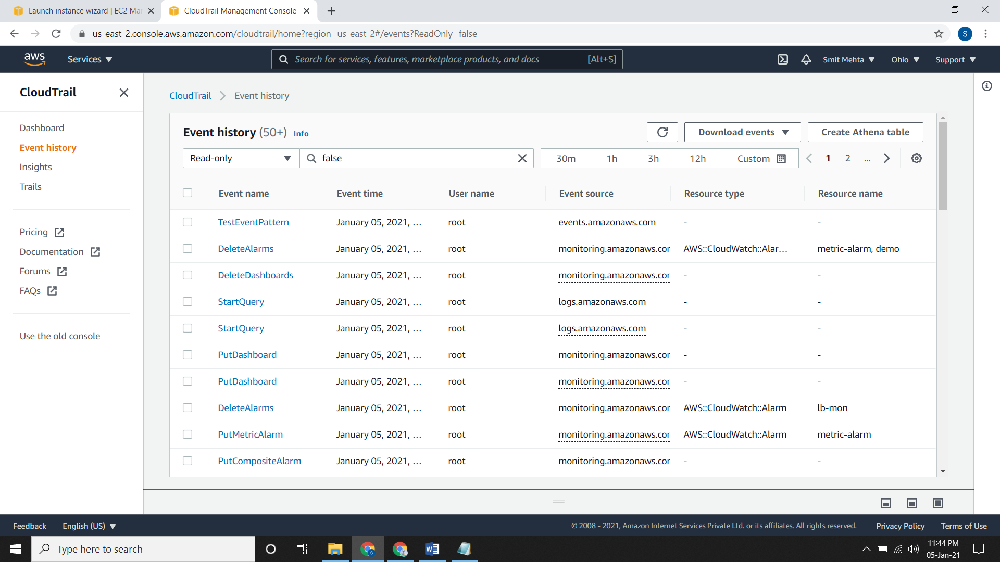 Launch instance wizard | EC2 Mar
CloudTrail Management Console
us-east-2.console.aws.amazon.com/cloudtrail/home?region=us-east-2#/events?ReadOnly=false
S
aws
Services
Search for services, features, marketplace products, and docs
[Alt+S]
Smit Mehta
Ohio
Support
CloudTrail
Dashboard
Event history
Insights
Trails
Pricing
Documentation
Forums
FAQs
Use the old console
CloudTrail
Event history
Event history (50+) Info
Download events
Create Athena table
Read-only
false
30m 1h 3h 12h Custom
1 2 ...
Event name Event time User name Event source Resource type Resource name
TestEventPattern January 05, 2021, ... root events.amazonaws.com - -
DeleteAlarms January 05, 2021, ... root monitoring.amazonaws.cor AWS::CloudWatch::Alar... metric-alarm, demo
DeleteDashboards January 05, 2021, ... root monitoring.amazonaws.cor - -
StartQuery January 05, 2021, ... root logs.amazonaws.com - -
StartQuery January 05, 2021, ... root logs.amazonaws.com - -
PutDashboard January 05, 2021, ... root monitoring.amazonaws.cor - -
PutDashboard January 05, 2021, ... root monitoring.amazonaws.cor - -
DeleteAlarms January 05, 2021, ... root monitoring.amazonaws.cor AWS::CloudWatch::Alarm lb-mon
PutMetricAlarm January 05, 2021, ... root monitoring.amazonaws.cor AWS::CloudWatch::Alarm metric-alarm
PutCompositeAlarm January 05, 2021, ... root monitoring.amazonaws.cor - -
Feedback
English (US)
© 2008 - 2021, Amazon Internet Services Private Ltd. or its affiliates. All rights reserved.
Privacy Policy
Terms of Use
Type here to search
11:44 PM
05-Jan-21